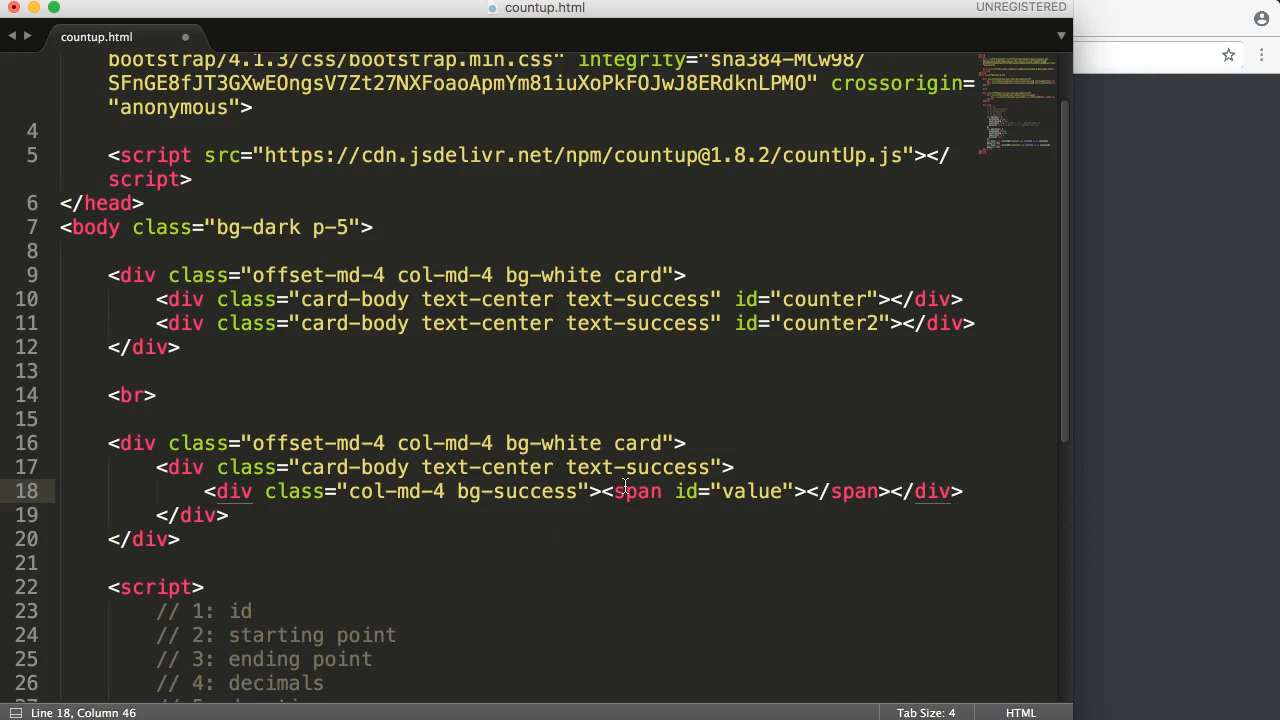 countup.html
UNREGISTERED
countup.html
bootstrap/4.1.3/css/bootstrap.min.css" integrity="sha384-MCw98/
SFnGE8fJT3GXwEOngsV7Zt27NXFoaoApmYm81iuXoPkFOJwJ8ERdknLPMO" crossorigin=
"anonymous">
4
5 <script src="https://cdn.jsdelivr.net/npm/countup@1.8.2/countUp.js"></
script>
6 </head>
7 <body class="bg-dark p-5">
8
9 <div class="offset-md-4 col-md-4 bg-white card">
10 <div class="card-body text-center text-success" id="counter"></div>
11 <div class="card-body text-center text-success" id="counter2"></div>
12 </div>
13
14 <br>
15
16 <div class="offset-md-4 col-md-4 bg-white card">
17 <div class="card-body text-center text-success">
18 <div class="col-md-4 bg-success"><span id="value"></span></div>
19 </div>
20 </div>
21
22 <script>
23 // 1: id
24 // 2: starting point
25 // 3: ending point
26 // 4: decimals
Line 18, Column 46
Tab Size: 4
HTML